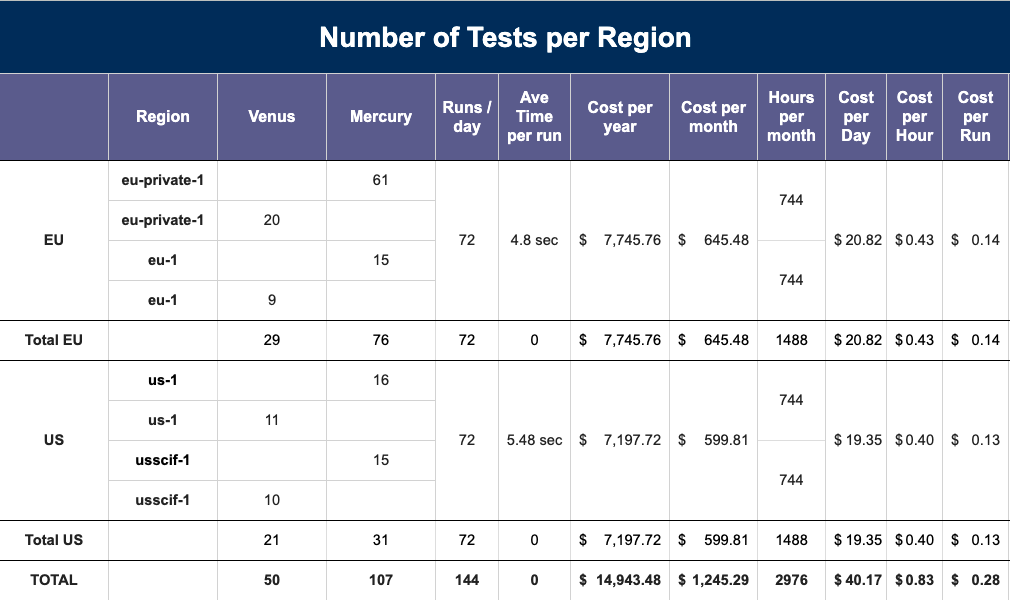 Number of Tests per Region
Region Venus Mercury Runs / day Ave Time per run Cost per year Cost per month Hours per month Cost per Day Cost per Hour Cost per Run
EU
eu-private-1 61
eu-private-1 20
eu-1 15
eu-1 9
72 4.8 sec $ 7,745.76 $ 645.48 744 744 $ 20.82 $ 0.43 $ 0.14
Total EU 29 76 72 0 $ 7,745.76 $ 645.48 1488 $ 20.82 $ 0.43 $ 0.14
US
us-1 16
us-1 11
usscif-1 15
usscif-1 10
72 5.48 sec $ 7,197.72 $ 599.81 744 744 $ 19.35 $ 0.40 $ 0.13
Total US 21 31 72 0 $ 7,197.72 $ 599.81 1488 $ 19.35 $ 0.40 $ 0.13
TOTAL 50 107 144 0 $ 14,943.48 $ 1,245.29 2976 $ 40.17 $ 0.83 $ 0.28